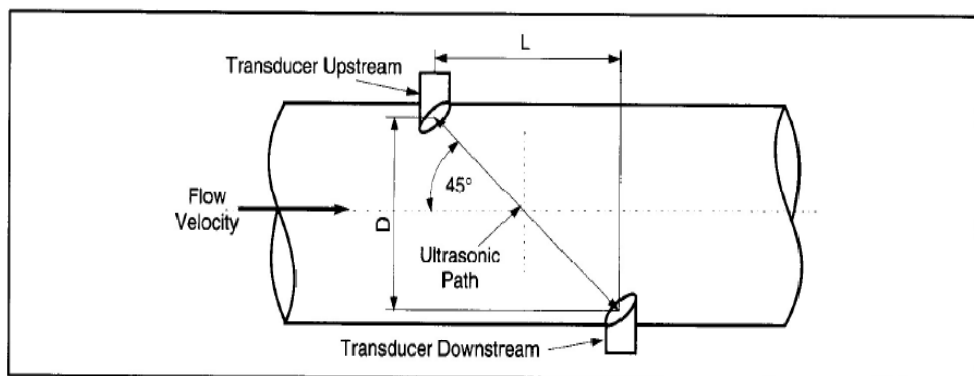 L
Transducer Upstream
45°
D
Flow
Velocity
Ultrasonic
Path
Transducer Downstream